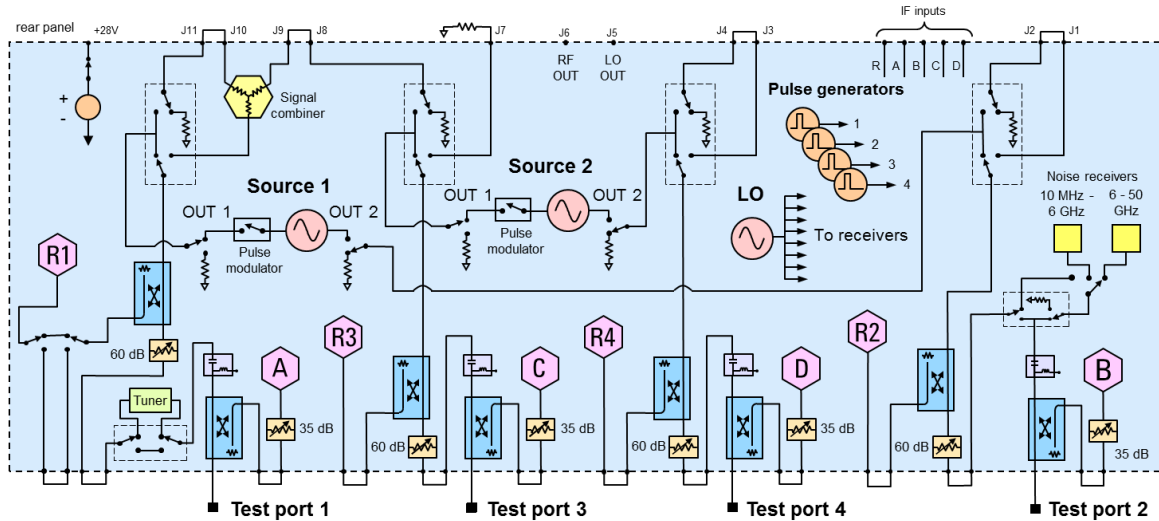 rear panel
+28V
J11
J10
J9
J8
J7
J6
J5
J4
J3
IF inputs
J2
J1
RF
OUT
LO
OUT
R
A
B
C
D
+
-
Signal
combiner
Pulse generators
1
2
3
4
Source 1
Source 2
OUT 1
OUT 2
OUT 1
OUT 2
Pulse
modulator
Pulse
modulator
LO
To receivers
Noise receivers
10 MHz -
6 GHz
6 - 50
GHz
R1
R3
R4
R2
60 dB
A
C
D
B
Tuner
35 dB
60 dB
35 dB
60 dB
35 dB
60 dB
35 dB
Test port 1
Test port 3
Test port 4
Test port 2